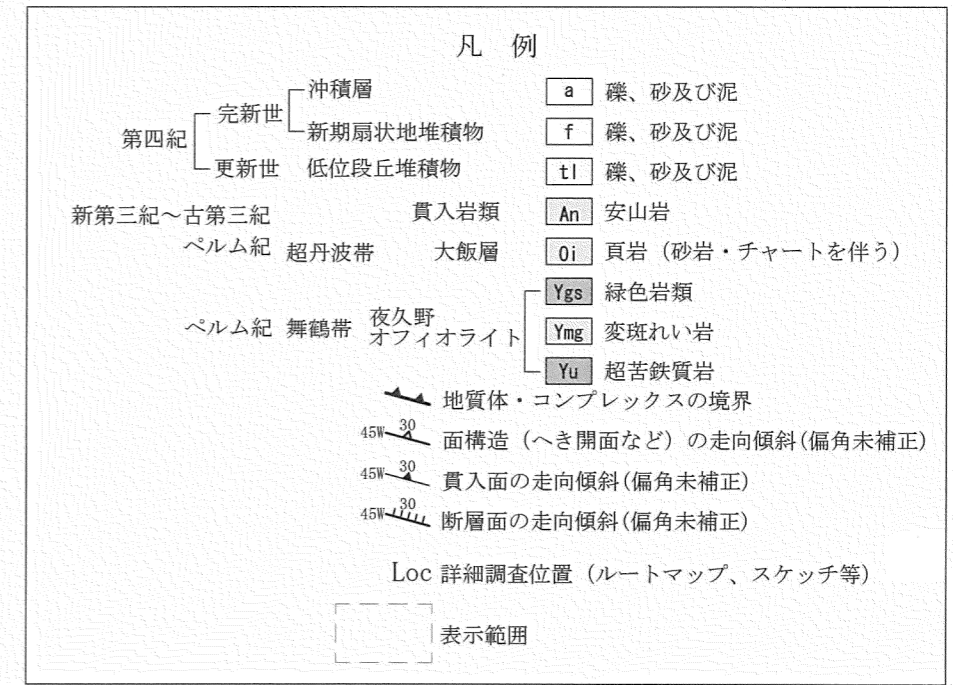 凡 例
沖積層 a 礫、砂及び泥
完新世
第四紀 新期扇状地堆積物 f 礫、砂及び泥
更新世 低位段丘堆積物 tl 礫、砂及び泥
新第三紀～古第三紀 貫入岩類 An 安山岩
ペルム紀 超丹波帯 大飯層 Oi 頁岩（砂岩・チャートを伴う）
Ygs 緑色岩類
ペルム紀 舞鶴帯 夜久野 オフィオライト Ymg 変斑れい岩
Yu 超苦鉄質岩
地質体・コンプレックスの境界
45W 30 面構造（へき開面など）の走向傾斜(偏角未補正)
45W 30 貫入面の走向傾斜(偏角未補正)
45W 30 断層面の走向傾斜(偏角未補正)
Loc 詳細調査位置（ルートマップ、スケッチ等）
表示範囲